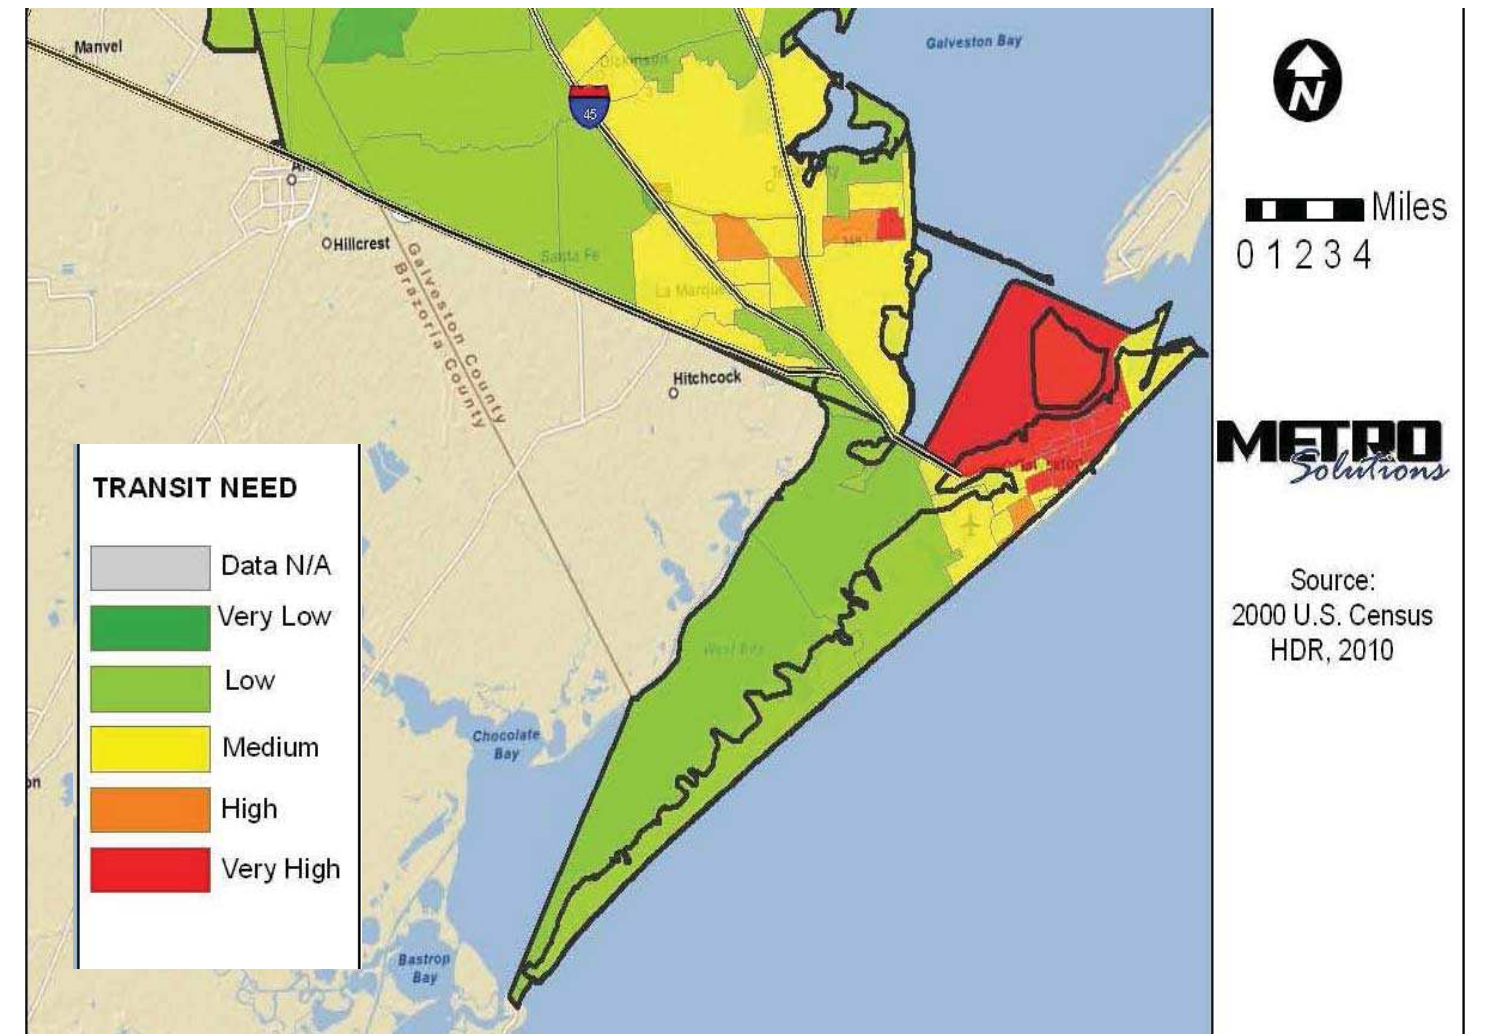 Manvel
Galveston Bay
Dickinson
45
N
Miles
0 1 2 3 4
Hillcrest
Santa Fe
La Marque
Galveston County
Brazoria County
Hitchcock
METRO
Solutions
TRANSIT NEED
Data N/A
Very Low
Low
Medium
High
Very High
Source:
2000 U.S. Census
HDR, 2010
West Bay
Chocolate
Bay
Bastrop
Bay
on